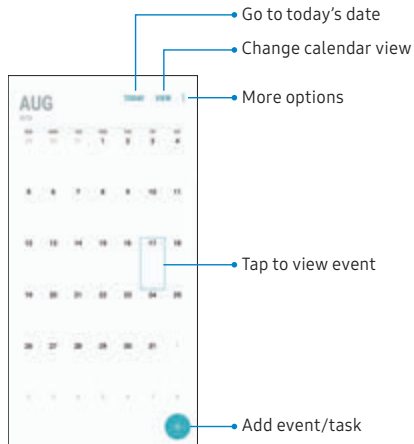 Go to today's date
Change calendar view
More options
AUG
TODAY VIEW
1 2 3 4
5 6 7 8 9 10 11
12 13 14 15 16 17 18
Tap to view event
19 20 21 22 23 24 25
26 27 28 29 30 31
Add event/task